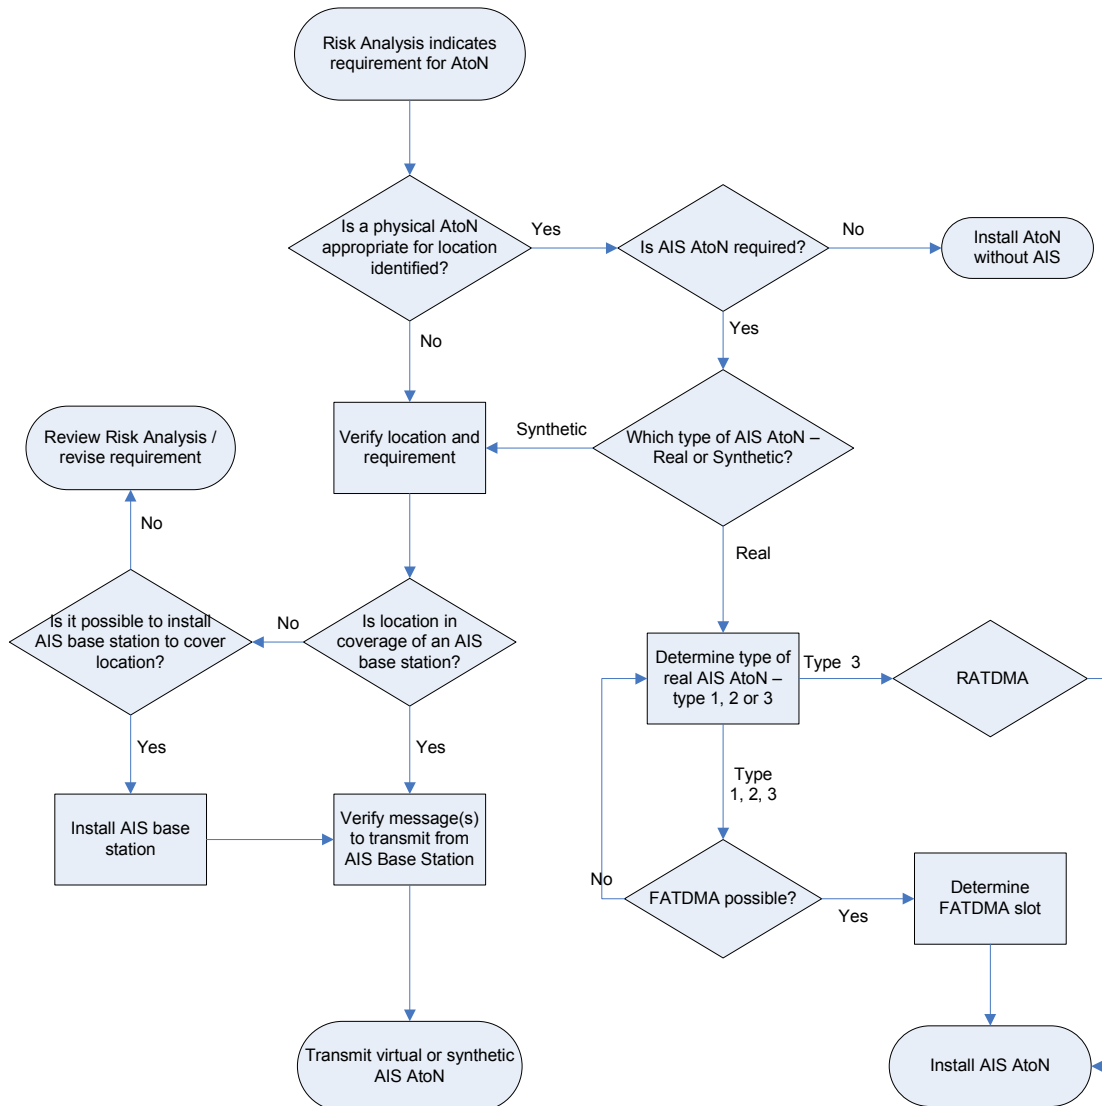 Risk Analysis indicates
requirement for AtoN
Is a physical AtoN
appropriate for location
identified?
Yes
Is AIS AtoN required?
No
Install AtoN
without AIS
No
Yes
Review Risk Analysis /
revise requirement
Verify location and
requirement
Synthetic
Which type of AIS AtoN –
Real or Synthetic?
No
Real
Is it possible to install
AIS base station to cover
location?
No
Is location in
coverage of an AIS
base station?
Determine type of
real AIS AtoN –
type 1, 2 or 3
Type 3
RATDMA
Yes
Yes
Type
1, 2, 3
Install AIS base
station
Verify message(s)
to transmit from
AIS Base Station
No
FATDMA possible?
Yes
Determine
FATDMA slot
Transmit virtual or synthetic
AIS AtoN
Install AIS AtoN